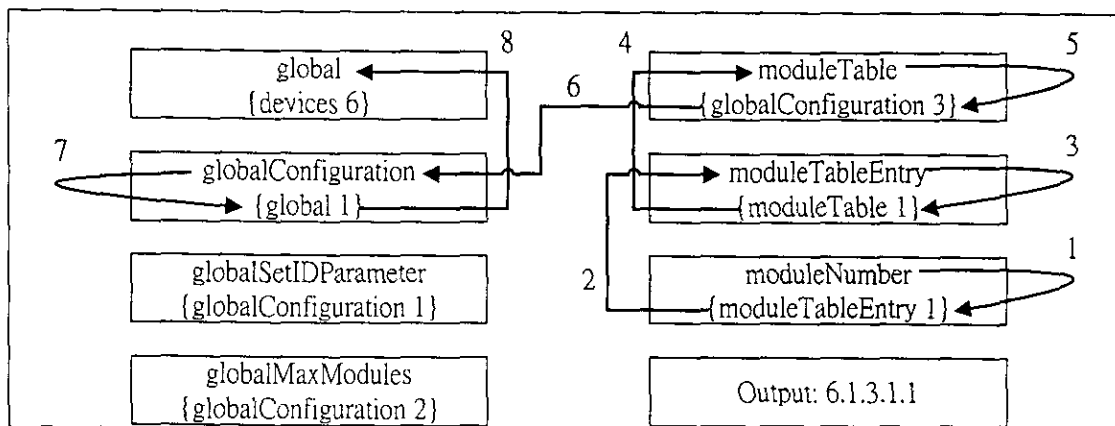 8
global
{devices 6}
7
globalConfiguration
{global 1}
globalSetIDParameter
{globalConfiguration 1}
globalMaxModules
{globalConfiguration 2}
4
5
6
moduleTable
{globalConfiguration 3}
3
moduleTableEntry
{moduleTable 1}
1
2
moduleNumber
{moduleTableEntry 1}
Output: 6.1.3.1.1